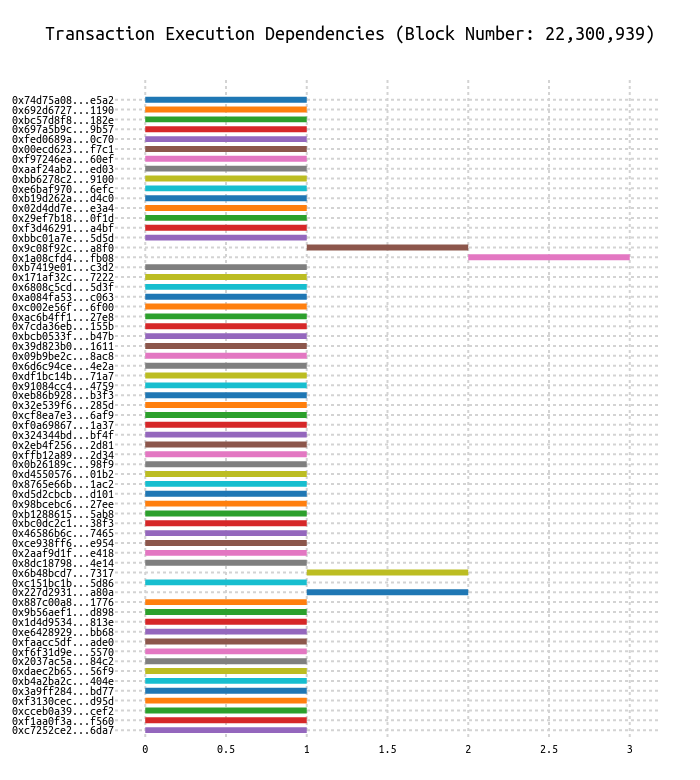 Transaction Execution Dependencies (Block Number: 22,300,939)
0x74d75a08...e5a2
0x692d6727...1190
0xbc57d8f8...182e
0x697a5b9c...9b57
0xfed0689a...0c70
0x00ecd623...f7c1
0xf97246ea...60ef
0xaaf24ab2...ed03
0xbb6278c2...9100
0xe6baf970...6efc
0xb19d262a...d4c0
0x02d4dd7e...e3a4
0x29ef7b18...0f1d
0xf3d46291...a4bf
0xbbc01a7e...5d5d
0x9c08f92c...a8f0
0x1a08cfd4...fb08
0xb7419e01...c3d2
0x171af32c...7222
0x6808c5cd...5d3f
0xa084fa53...c063
0xc002e56f...6f00
0xac6b4ff1...27e8
0x7cda36eb...155b
0xbcb0533f...b47b
0x39d823b0...1611
0x09b9be2c...8ac8
0x6d6c94ce...4e2a
0xdf1bc14b...71a7
0x91084cc4...4759
0xeb86b928...b3f3
0x32e539f6...285d
0xcf8ea7e3...6af9
0xf0a69867...1a37
0x324344bd...bf4f
0x2eb4f256...2d81
0xffb12a89...2d34
0x0b26189c...98f9
0xd4550576...01b2
0x8765e66b...1ac2
0xd5d2cbcb...d101
0x98bcebc6...27ee
0xb1288615...5ab8
0xbc0dc2c1...38f3
0x46586b6c...7465
0xce938ff6...e954
0x2aaf9d1f...e418
0x8dc18798...4e14
0x6b48bcd7...7317
0xc151bc1b...5d86
0x227d2931...a80a
0x887c00a8...1776
0x9b56aef1...d898
0x1d4d9534...813e
0xe6428929...bb68
0xfaacc5df...ade0
0xf6f31d9e...5570
0x2037ac5a...84c2
0xdaec2b65...56f9
0xb4a2ba2c...404e
0x3a9ff284...bd77
0xf3130cec...d95d
0xcceb0a39...cef2
0xf1aa0f3a...f560
0xc7252ce2...6da7
0 0.5 1 1.5 2 2.5 3